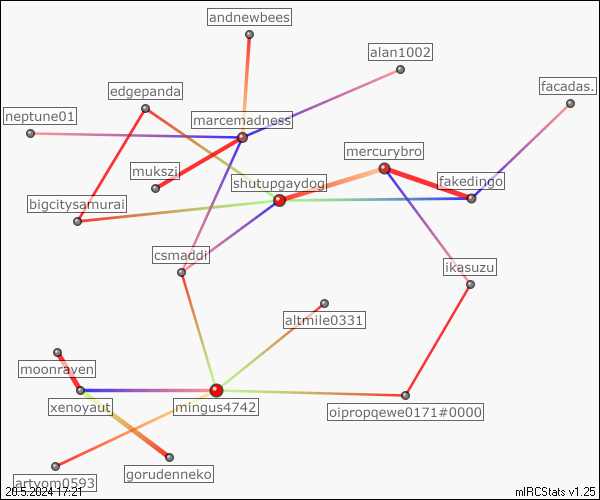 andnewbees
alan1002
edgepanda
facadas.
neptune01
marcemadness
mercurybro
mukszi
shutupgaydog
fakedingo
bigcitysamurai
csmaddi
ikasuzu
altmile0331
moonraven
xenoyaut
mingus4742
oipropqewe0171#0000
gorudenneko
artyom0593
20.5.2024 17:21
mIRCStats v1.25